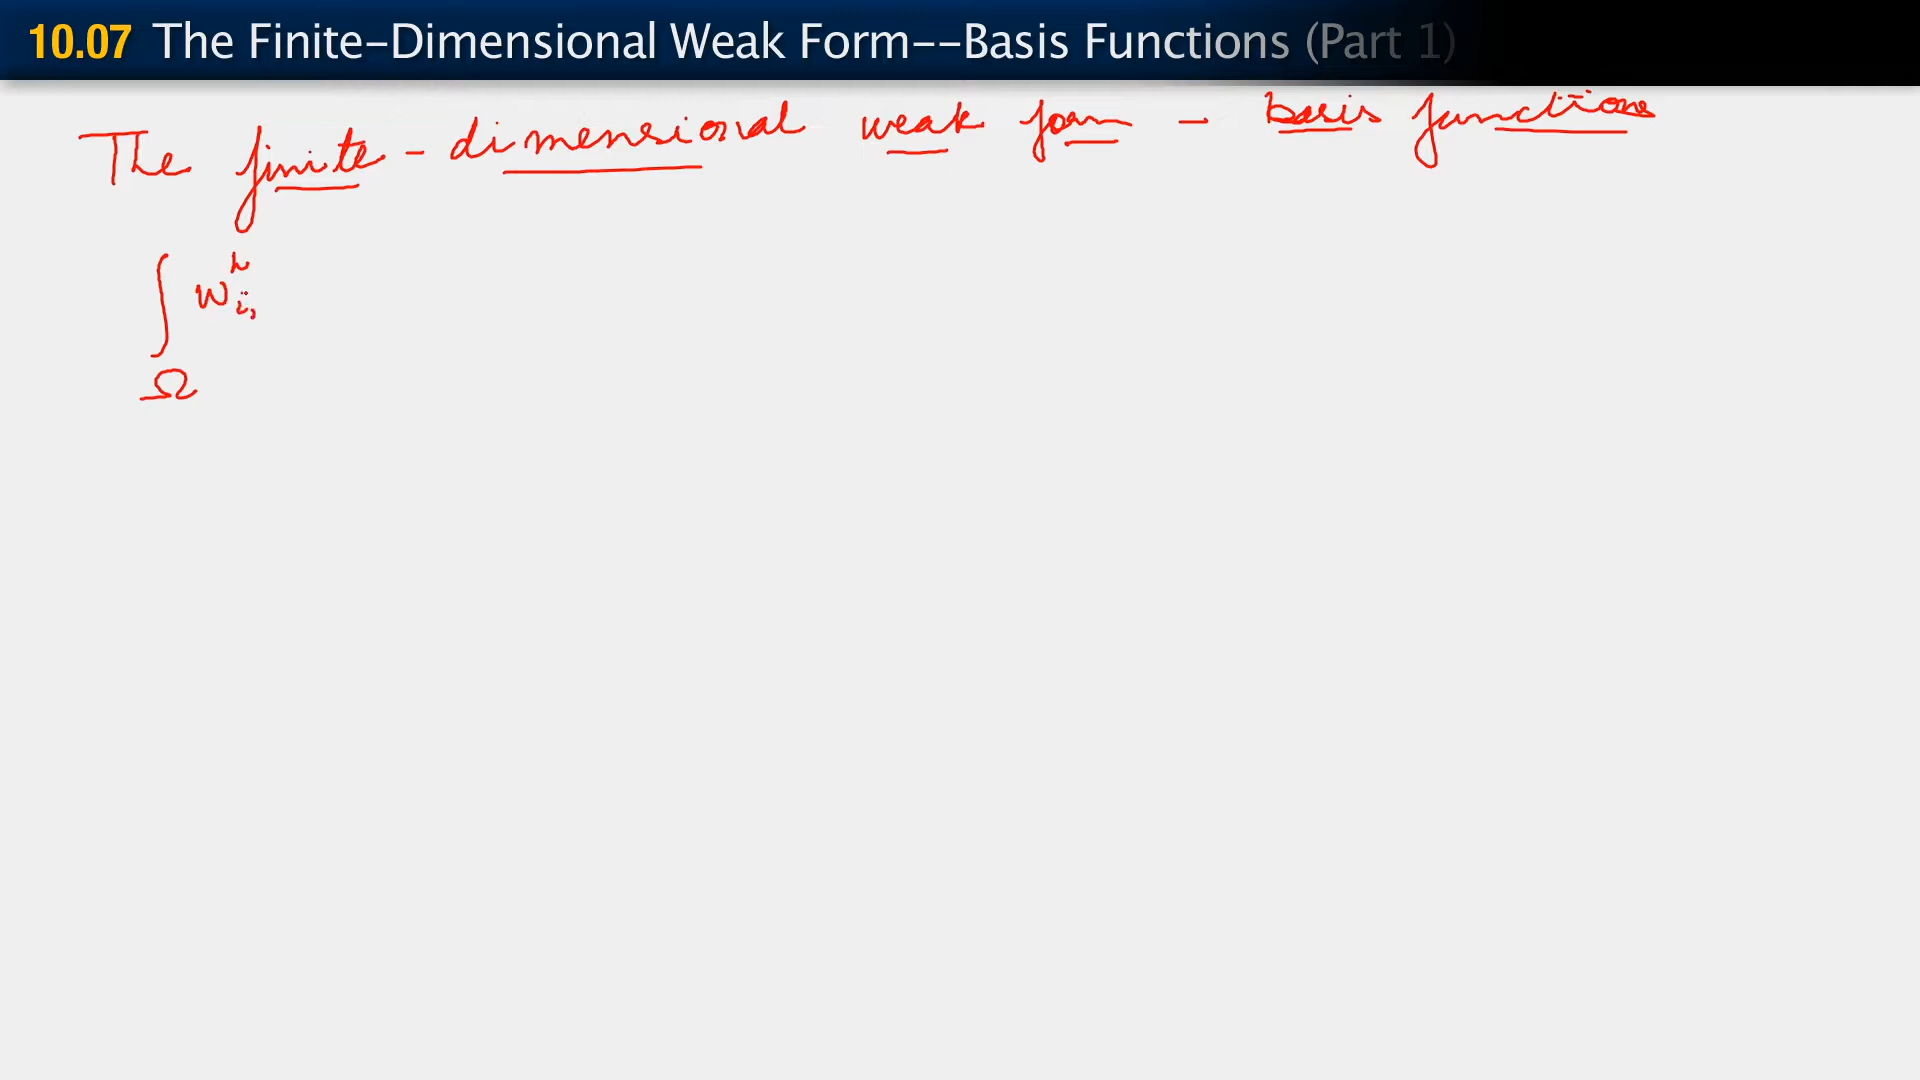 10.07 The Finite-Dimensional Weak Form--Basis Functions (Part 1)
The finite-dimensional weak form - basis functions
∫_Ω w^h_{i,